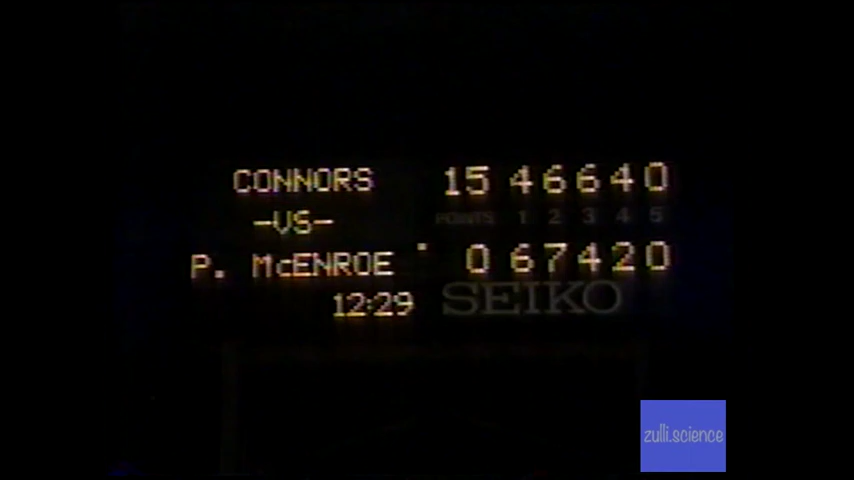 CONNORS 15 4 6 6 4 0
-VS- POINTS 1 2 3 4 5
P. McENROE 0 6 7 4 2 0
12:29 SEIKO
zulli.science